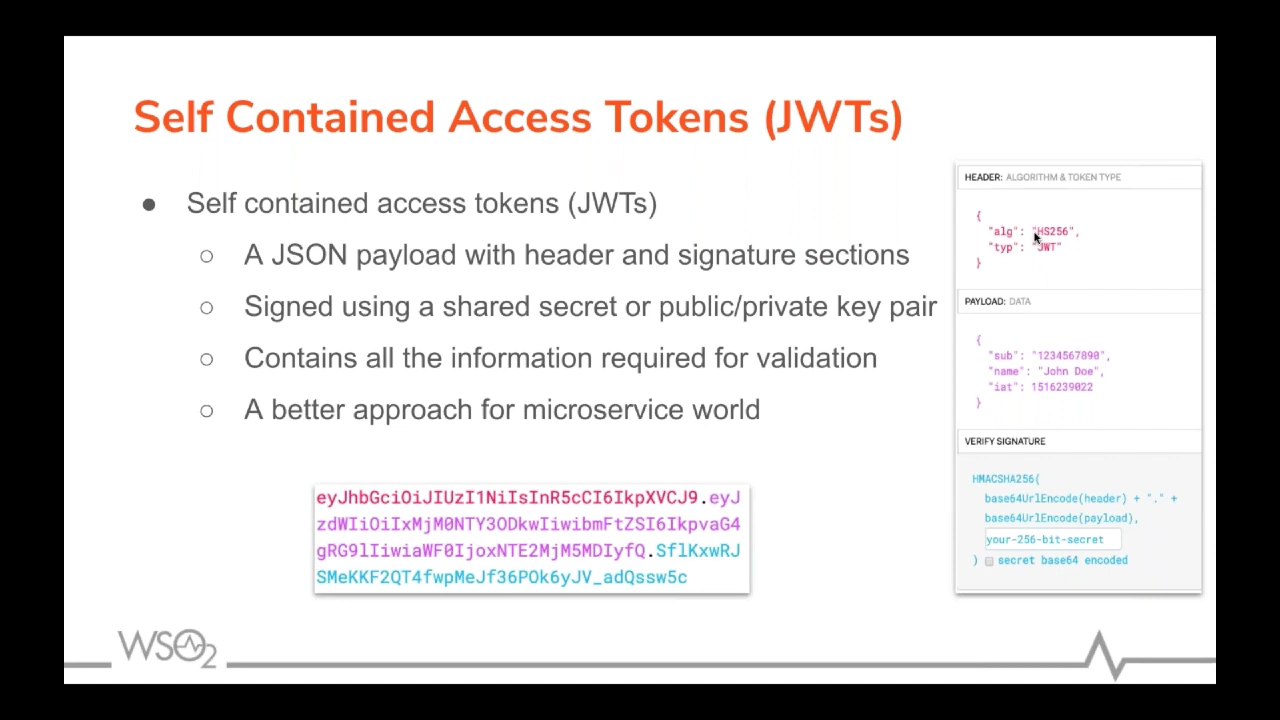 Self Contained Access Tokens (JWTs)
● Self contained access tokens (JWTs)
○ A JSON payload with header and signature sections
○ Signed using a shared secret or public/private key pair
○ Contains all the information required for validation
○ A better approach for microservice world
eyJhbGciOiJIUzI1NiIsInR5cCI6IkpXVCJ9.eyJ
zdWIiOiIxMjM0NTY3ODkwIiwibmFtZSI6IkpvaG4
gRG9lIiwiaWF0IjoxNTE2MjM5MDIyfQ.SflKxwRJ
SMeKKF2QT4fwpMeJf36POk6yJV_adQssw5c
HEADER: ALGORITHM & TOKEN TYPE
{
"alg": "HS256",
"typ": "JWT"
}
PAYLOAD: DATA
{
"sub": "1234567890",
"name": "John Doe",
"iat": 1516239022
}
VERIFY SIGNATURE
HMACSHA256(
base64UrlEncode(header) + "." +
base64UrlEncode(payload),
your-256-bit-secret
) secret base64 encoded
WSO2